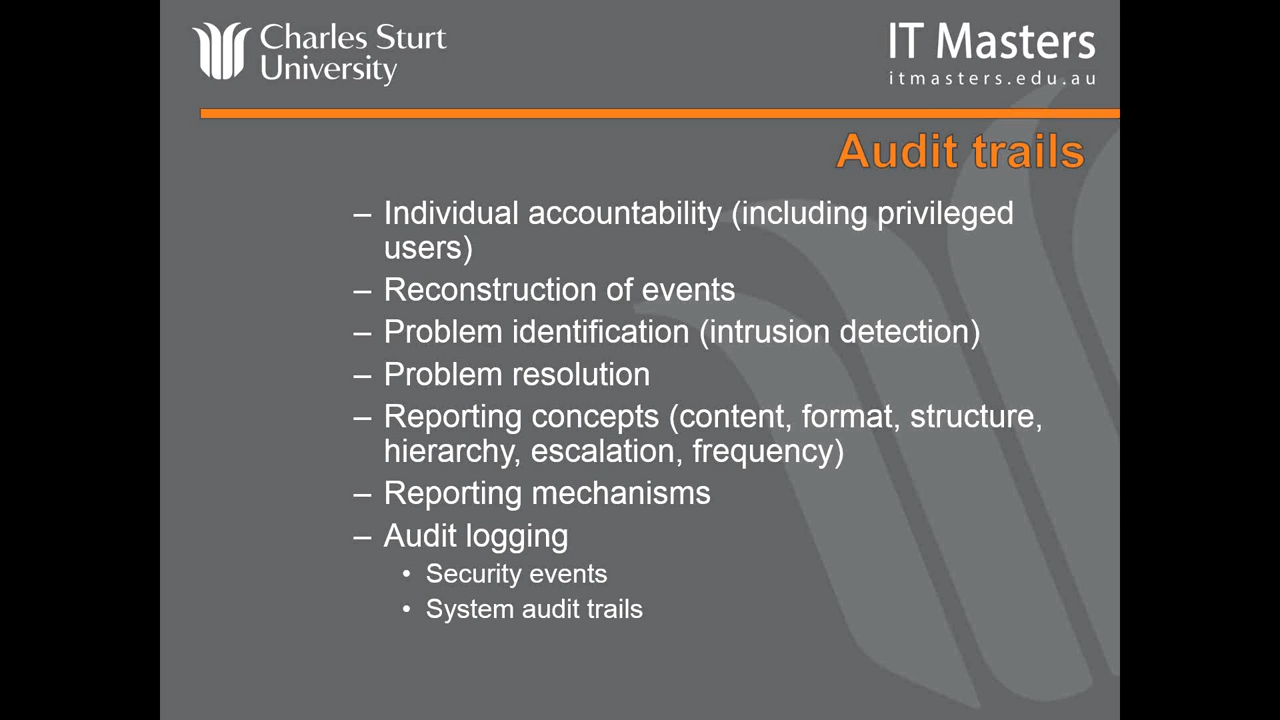 Charles Sturt
University
IT Masters
itmasters.edu.au
Audit trails
– Individual accountability (including privileged
users)
– Reconstruction of events
– Problem identification (intrusion detection)
– Problem resolution
– Reporting concepts (content, format, structure,
hierarchy, escalation, frequency)
– Reporting mechanisms
– Audit logging
• Security events
• System audit trails